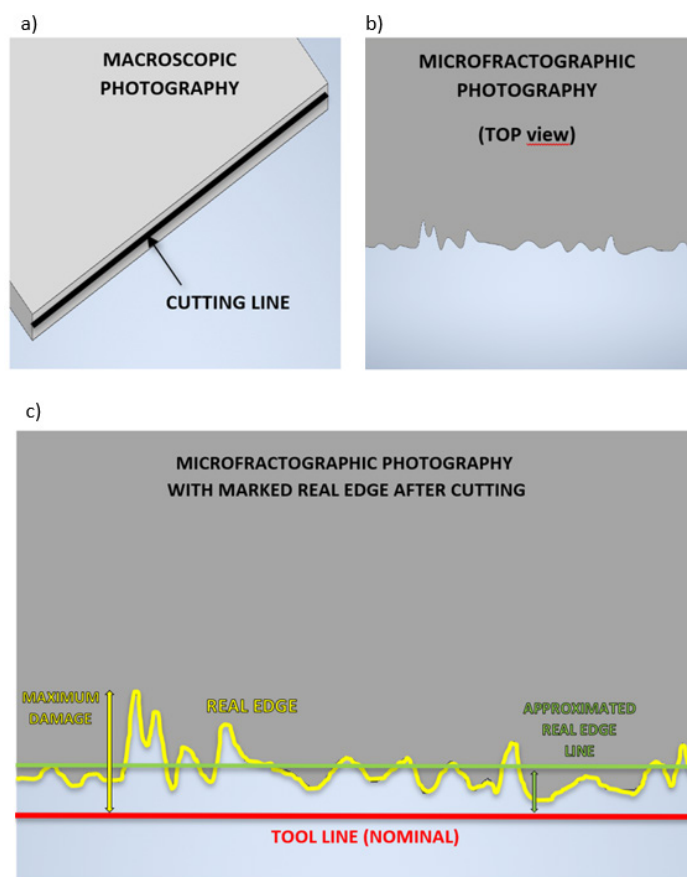 a)
MACROSCOPIC
PHOTOGRAPHY
CUTTING LINE
b)
MICROFRACTOGRAPHIC
PHOTOGRAPHY
(TOP view)
c)
MICROFRACTOGRAPHIC PHOTOGRAPHY
WITH MARKED REAL EDGE AFTER CUTTING
MAXIMUM
DAMAGE
REAL EDGE
APPROXIMATED
REAL EDGE
LINE
TOOL LINE (NOMINAL)